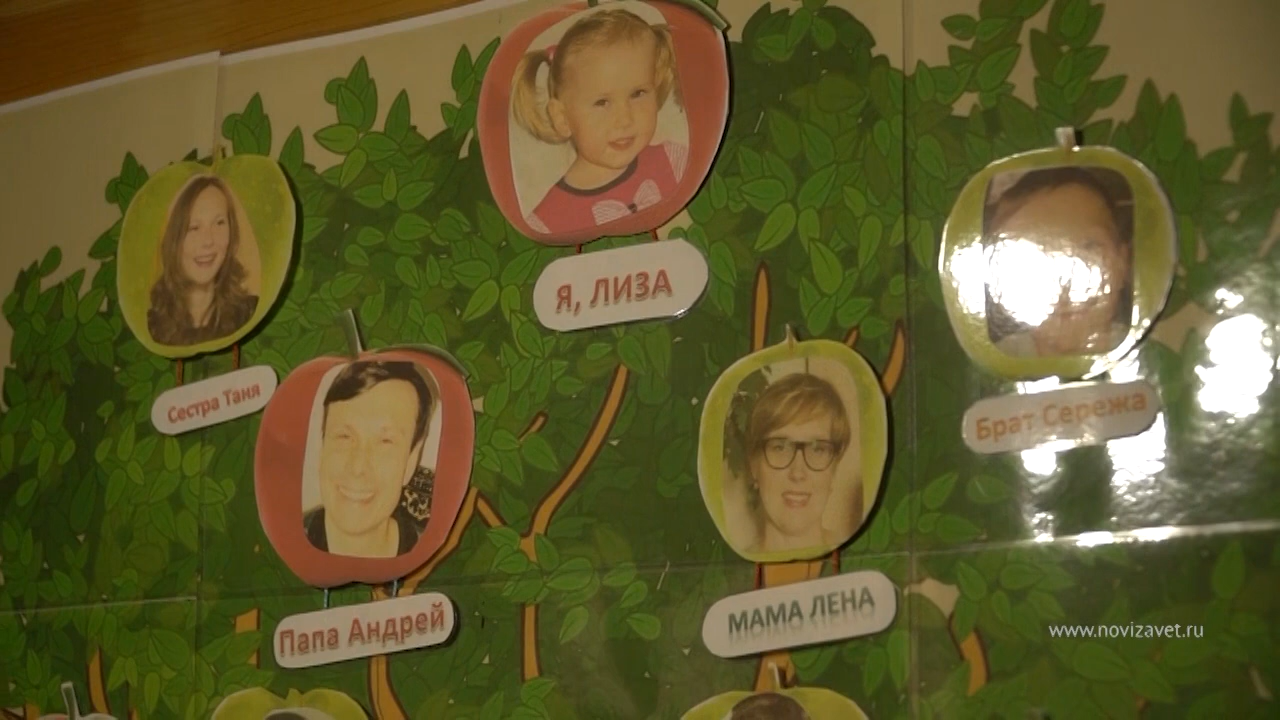 Я, ЛИЗА
Сестра Таня
Брат Сережа
Папа Андрей
МАМА ЛЕНА
www.novizavet.ru